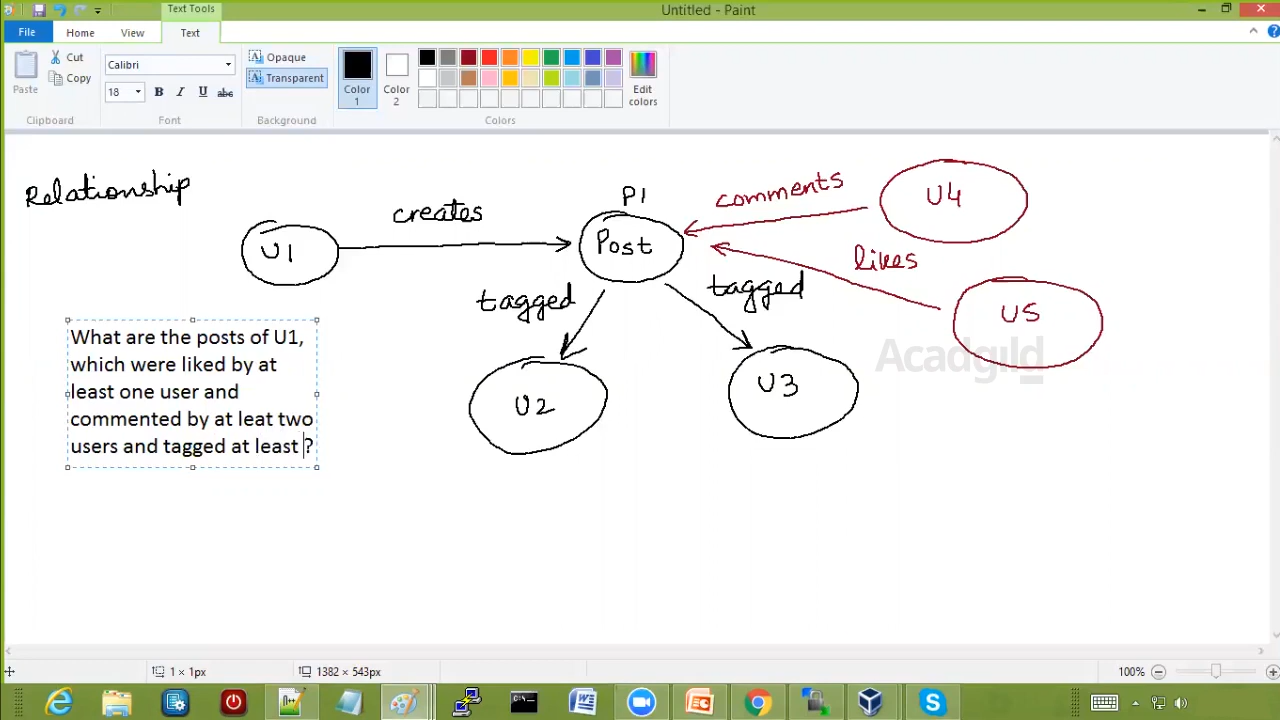 Text Tools
Untitled - Paint
File Home View Text
Paste
Cut
Copy
Clipboard
Calibri
18 B I U abc
Font
Opaque
Transparent
Background
Color 1
Color 2
Edit colors
Colors
Relationship
creates
P1
comments
U4
U1
Post
likes
tagged
tagged
U5
What are the posts of U1,
which were liked by at
least one user and
commented by at leat two
users and tagged at least ?
Acadgild
U2
U3
1 × 1px
1382 × 543px
100%